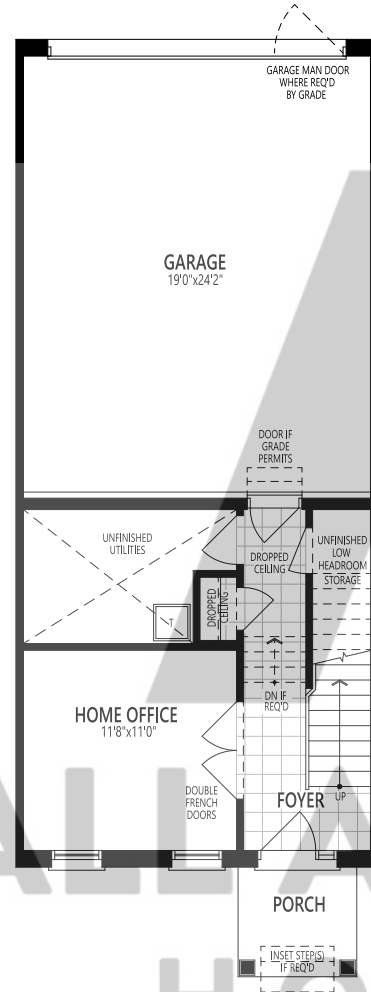 GARAGE MAN DOOR
WHERE REQ'D
BY GRADE
GARAGE
19'0"x24'2"
DOOR IF
GRADE
PERMITS
UNFINISHED
UTILITIES
DROPPED
CEILING
UNFINISHED
LOW
HEADROOM
STORAGE
DROPPED
CEILING
T
DN IF
REQ'D
HOME OFFICE
11'8"x11'0"
DOUBLE
FRENCH
DOORS
FOYER
UP
PORCH
INSET STEP(S)
IF REQ'D